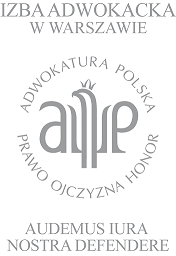 IZBA ADWOKACKA
W WARSZAWIE
ADWOKATURA POLSKA
PRAWO OJCZYZNA HONOR
AUDEMUS IURA
NOSTRA DEFENDERE